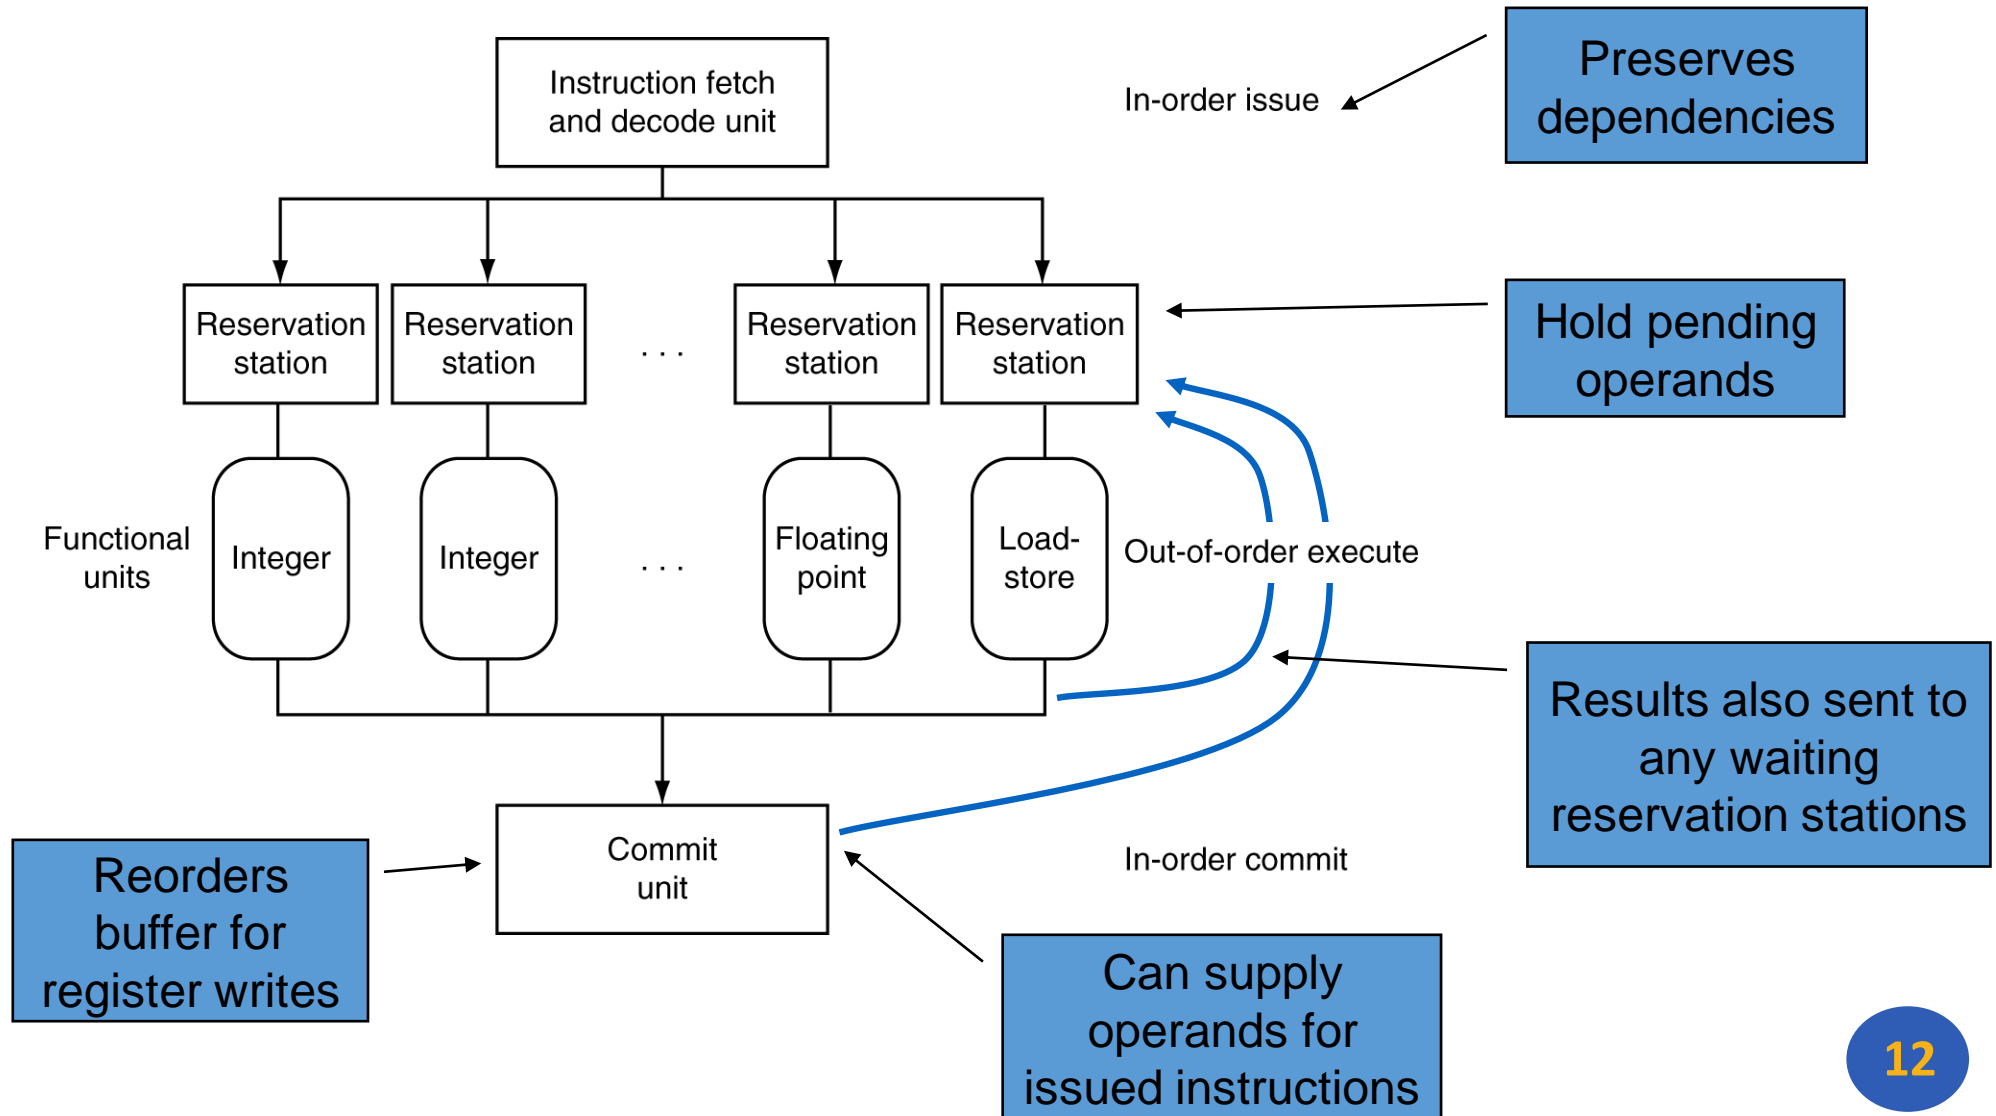 Instruction fetch
and decode unit
In-order issue
Preserves
dependencies
Reservation
station
Reservation
station
. . .
Reservation
station
Reservation
station
Hold pending
operands
Functional
units
Integer
Integer
. . .
Floating
point
Load-
store
Out-of-order execute
Results also sent to
any waiting
reservation stations
Commit
unit
In-order commit
Reorders
buffer for
register writes
Can supply
operands for
issued instructions
12